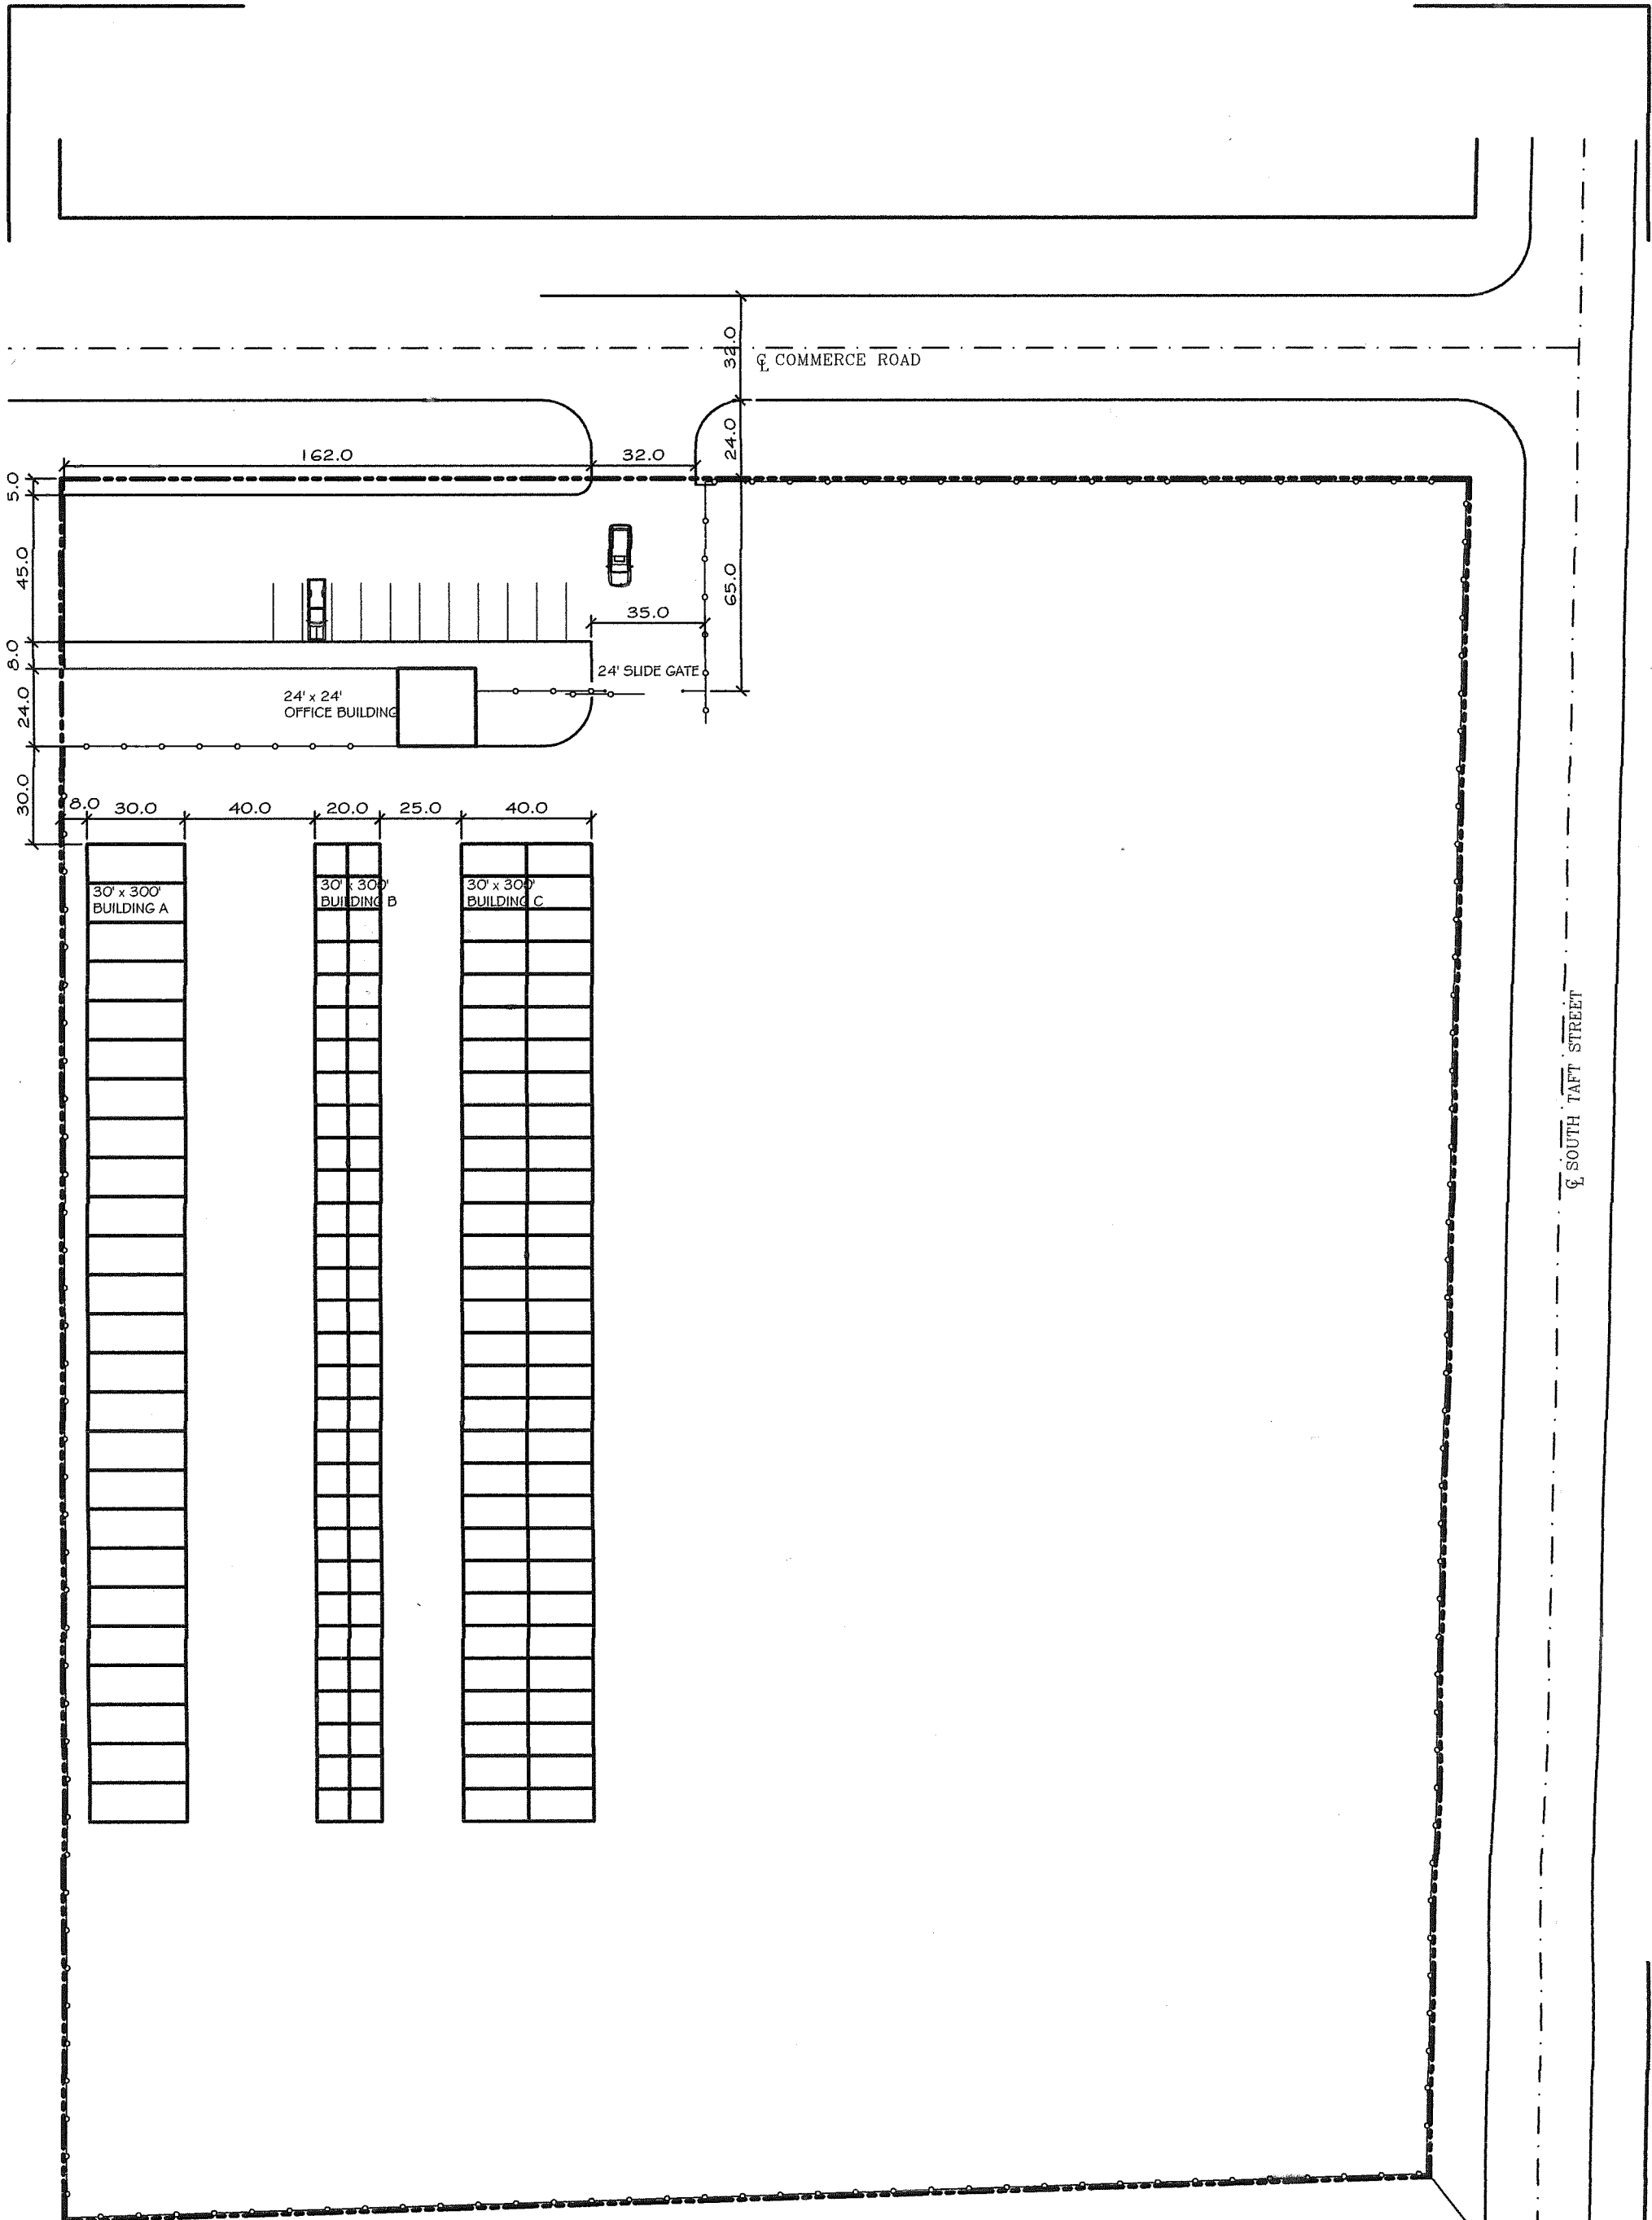 32.0
℄ COMMERCE ROAD
24.0
162.0
32.0
5.0
45.0
65.0
35.0
8.0
24' SLIDE GATE
24.0
24' x 24'
OFFICE BUILDING
30.0
8.0 30.0 40.0 20.0 25.0 40.0
30' x 300'
BUILDING A
30' x 300'
BUILDING B
30' x 300'
BUILDING C
℄ SOUTH TAFT STREET